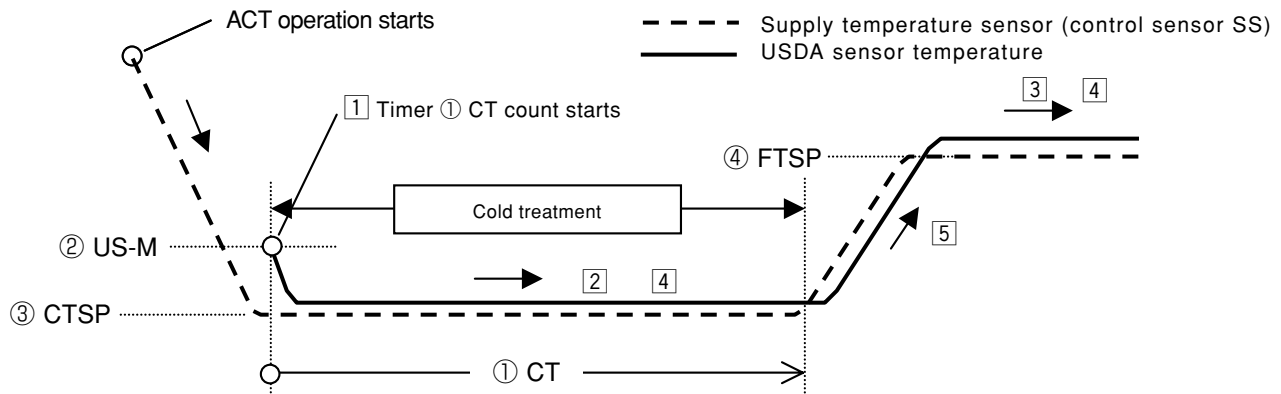 ACT operation starts
Supply temperature sensor (control sensor SS)
USDA sensor temperature
1 Timer ① CT count starts
3 4
④ FTSP
Cold treatment
② US-M
5
2 4
③ CTSP
① CT